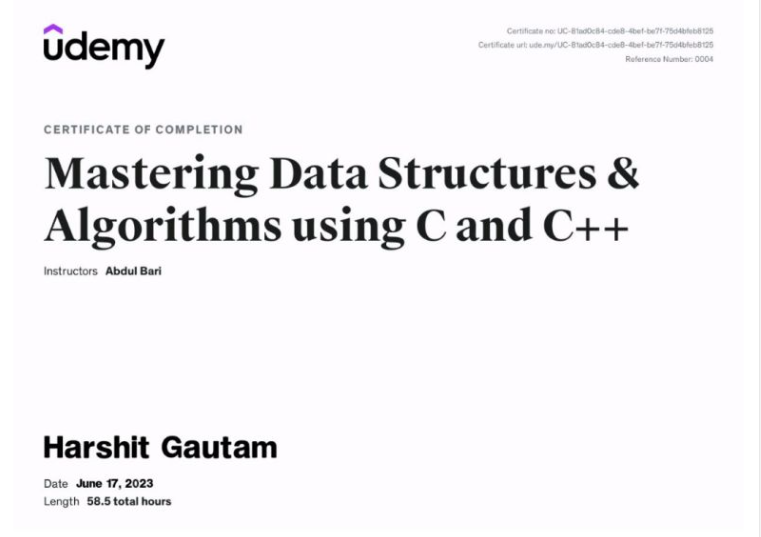 udemy
Certificate no: UC-81ad0c84-cde8-4bef-be7f-75d4bfeb8125
Certificate url: ude.my/UC-81ad0c84-cde8-4bef-be7f-75d4bfeb8125
Reference Number: 0004
CERTIFICATE OF COMPLETION
Mastering Data Structures &
Algorithms using C and C++
Instructors Abdul Bari
Harshit Gautam
Date June 17, 2023
Length 58.5 total hours